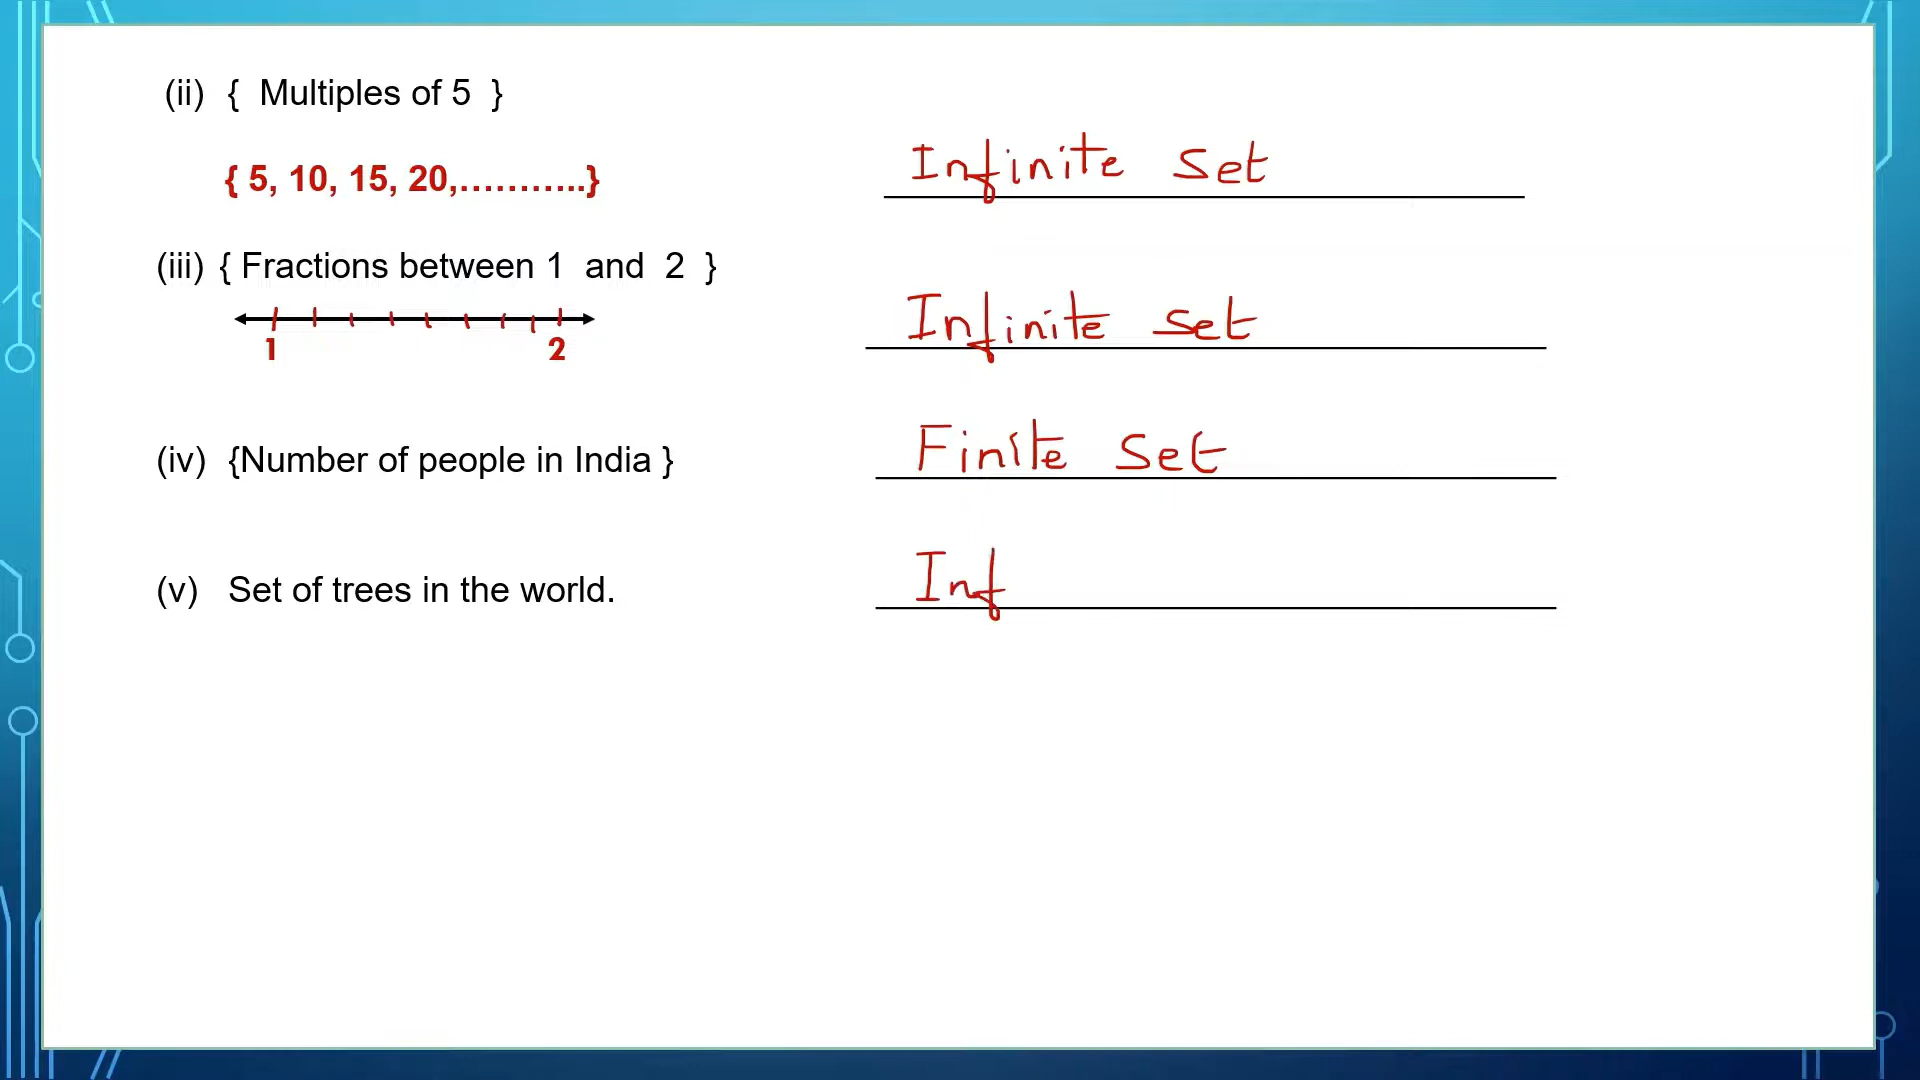 (ii) { Multiples of 5 }
{ 5, 10, 15, 20,………..}
Infinite Set
(iii) { Fractions between 1 and 2 }
1 2
Infinite Set
(iv) {Number of people in India }
Finite Set
(v) Set of trees in the world.
Inf